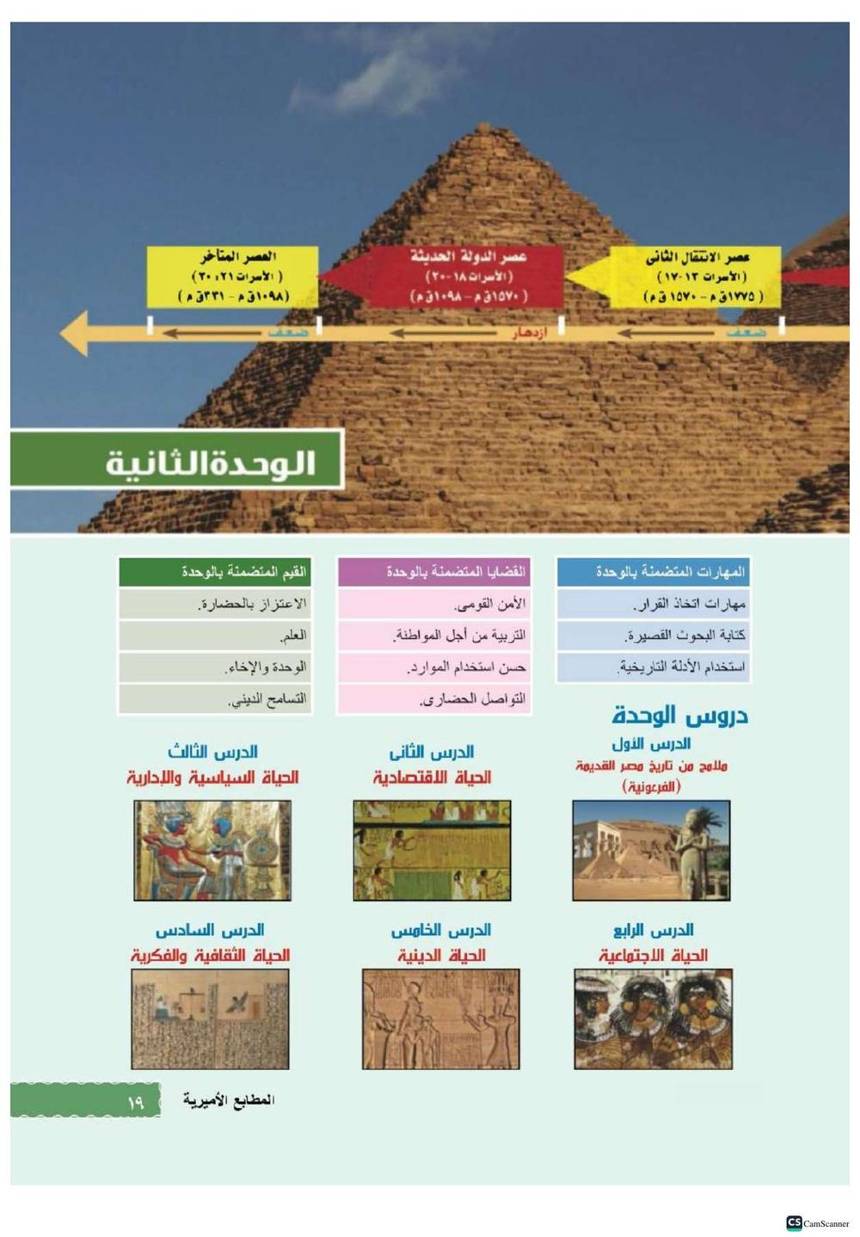 عصر الانتقال الثانى
(الأسرات ١٣-١٧)
(١٧٧٥ق م - ١٥٧٠ ق م)
عصر الدولة الحديثة
(الأسرات ١٨-٢٠)
(١٥٧٠ق م - ١٠٩٨ق م)
العصر المتأخر
(الأسرات ٢١: ٣٠)
(١٠٩٨ق م - ٣٣١ق م)
ضعف
ازدهار
ضعف
الوحدة الثانية
المهارات المتضمنة بالوحدة
مهارات اتخاذ القرار.
كتابة البحوث القصيرة.
استخدام الأدلة التاريخية.
القضايا المتضمنة بالوحدة
الأمن القومى.
التربية من أجل المواطنة.
حسن استخدام الموارد.
التواصل الحضارى.
القيم المتضمنة بالوحدة
الاعتزاز بالحضارة.
العلم.
الوحدة والإخاء.
التسامح الديني.
دروس الوحدة
الدرس الأول
ملامح من تاريخ مصر القديمة
(الفرعونية)
الدرس الثانى
الحياة الاقتصادية
الدرس الثالث
الحياة السياسية والإدارية
الدرس الرابع
الحياة الاجتماعية
الدرس الخامس
الحياة الدينية
الدرس السادس
الحياة الثقافية والفكرية
المطابع الأميرية
١٩
CS CamScanner